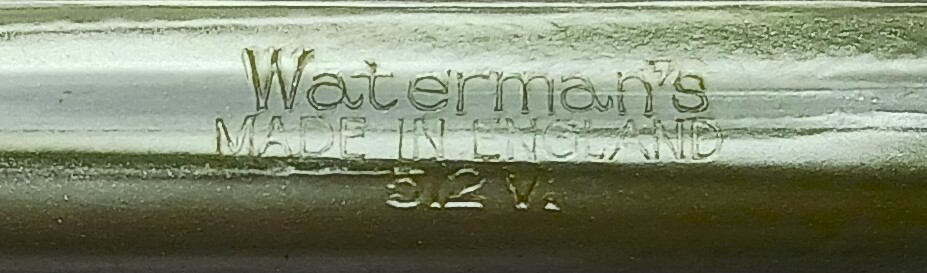 Waterman's
MADE IN ENGLAND
512 V.